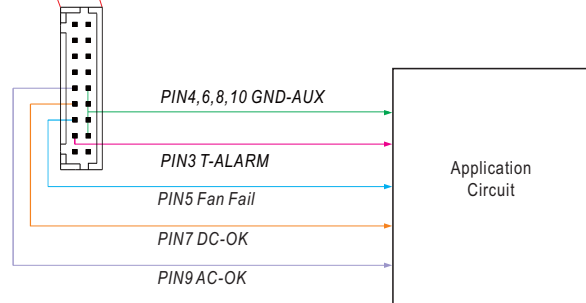 PIN4,6,8,10 GND-AUX
PIN3 T-ALARM
PIN5 Fan Fail
PIN7 DC-OK
PIN9 AC-OK
Application
Circuit